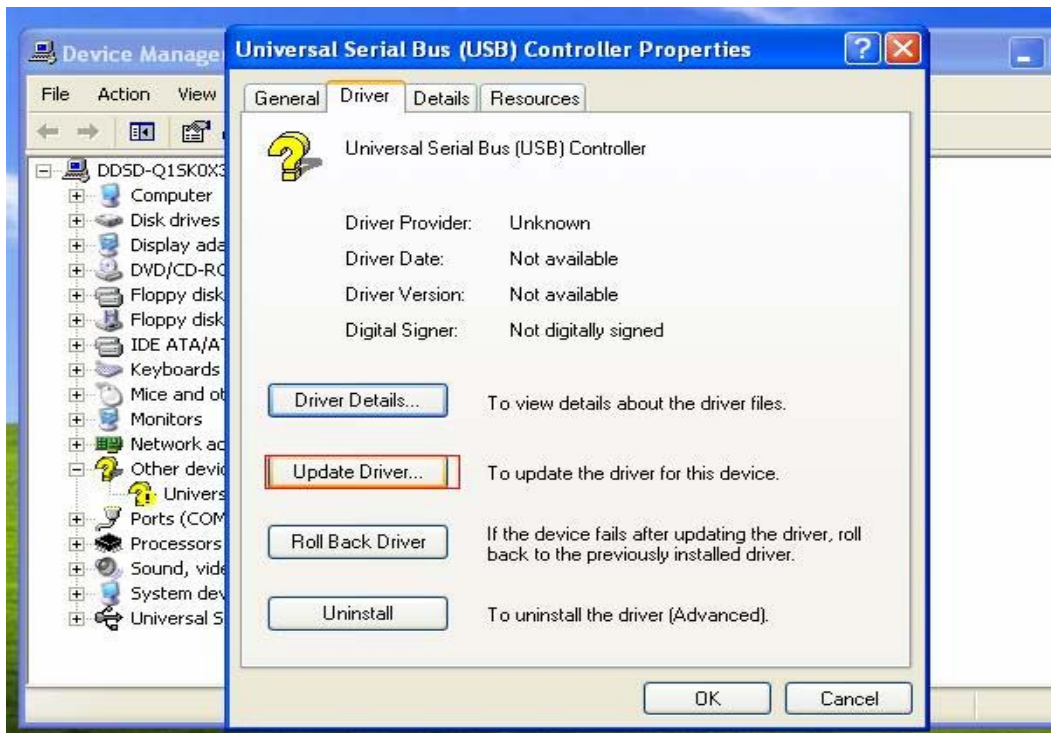 Device Manage
Universal Serial Bus (USB) Controller Properties
File Action View
General Driver Details Resources
Universal Serial Bus (USB) Controller
Driver Provider: Unknown
Driver Date: Not available
Driver Version: Not available
Digital Signer: Not digitally signed
Driver Details... To view details about the driver files.
Update Driver... To update the driver for this device.
Roll Back Driver If the device fails after updating the driver, roll
back to the previously installed driver.
Uninstall To uninstall the driver (Advanced).
OK Cancel
DDSD-Q15K0X3
Computer
Disk drives
Display ada
DVD/CD-RO
Floppy disk
Floppy disk
IDE ATA/AT
Keyboards
Mice and ot
Monitors
Network ad
Other devic
Univers
Ports (COM
Processors
Sound, vide
System dev
Universal S